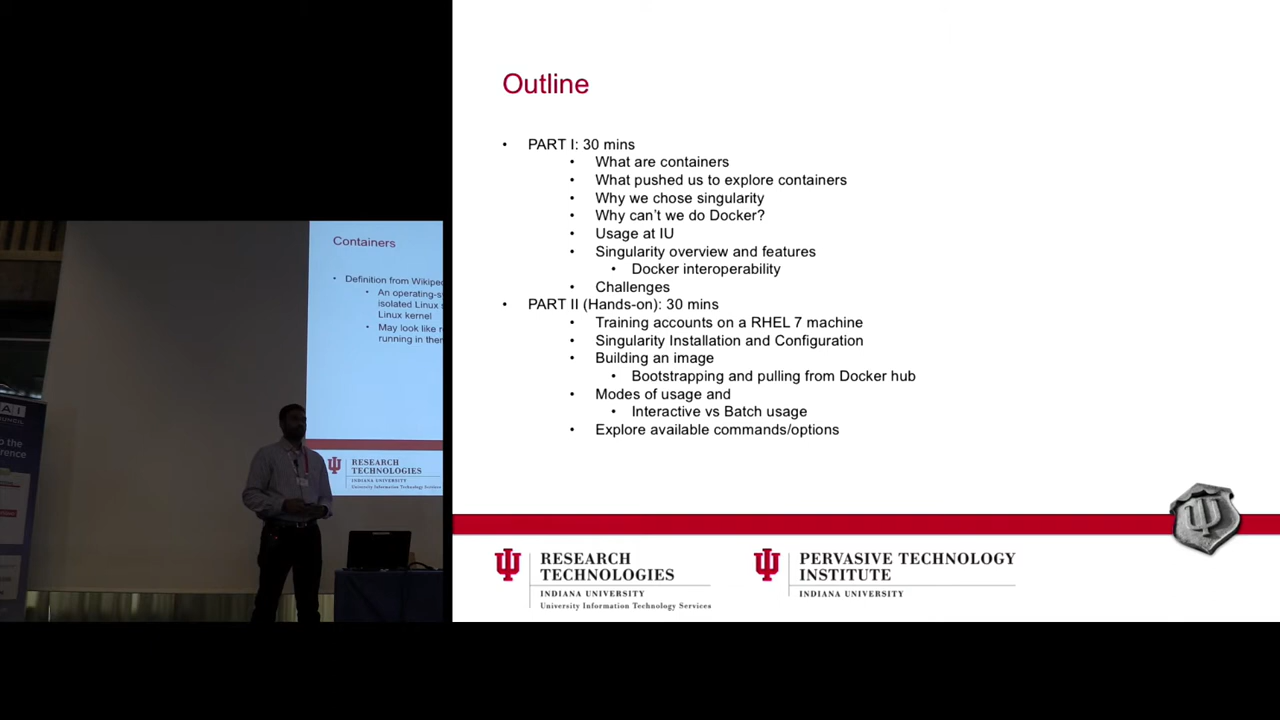 Outline
• PART I: 30 mins
• What are containers
• What pushed us to explore containers
• Why we chose singularity
• Why can't we do Docker?
• Usage at IU
• Singularity overview and features
• Docker interoperability
• Challenges
• PART II (Hands-on): 30 mins
• Training accounts on a RHEL 7 machine
• Singularity Installation and Configuration
• Building an image
• Bootstrapping and pulling from Docker hub
• Modes of usage and
• Interactive vs Batch usage
• Explore available commands/options
RESEARCH
TECHNOLOGIES
INDIANA UNIVERSITY
University Information Technology Services
PERVASIVE TECHNOLOGY
INSTITUTE
INDIANA UNIVERSITY
Containers
• Definition from Wikiped
• An operating-s
isolated Linux
Linux kernel
• May look like
running in ther
RESEARCH
TECHNOLOGIES
INDIANA UNIVERSITY
University Information Technology
AI